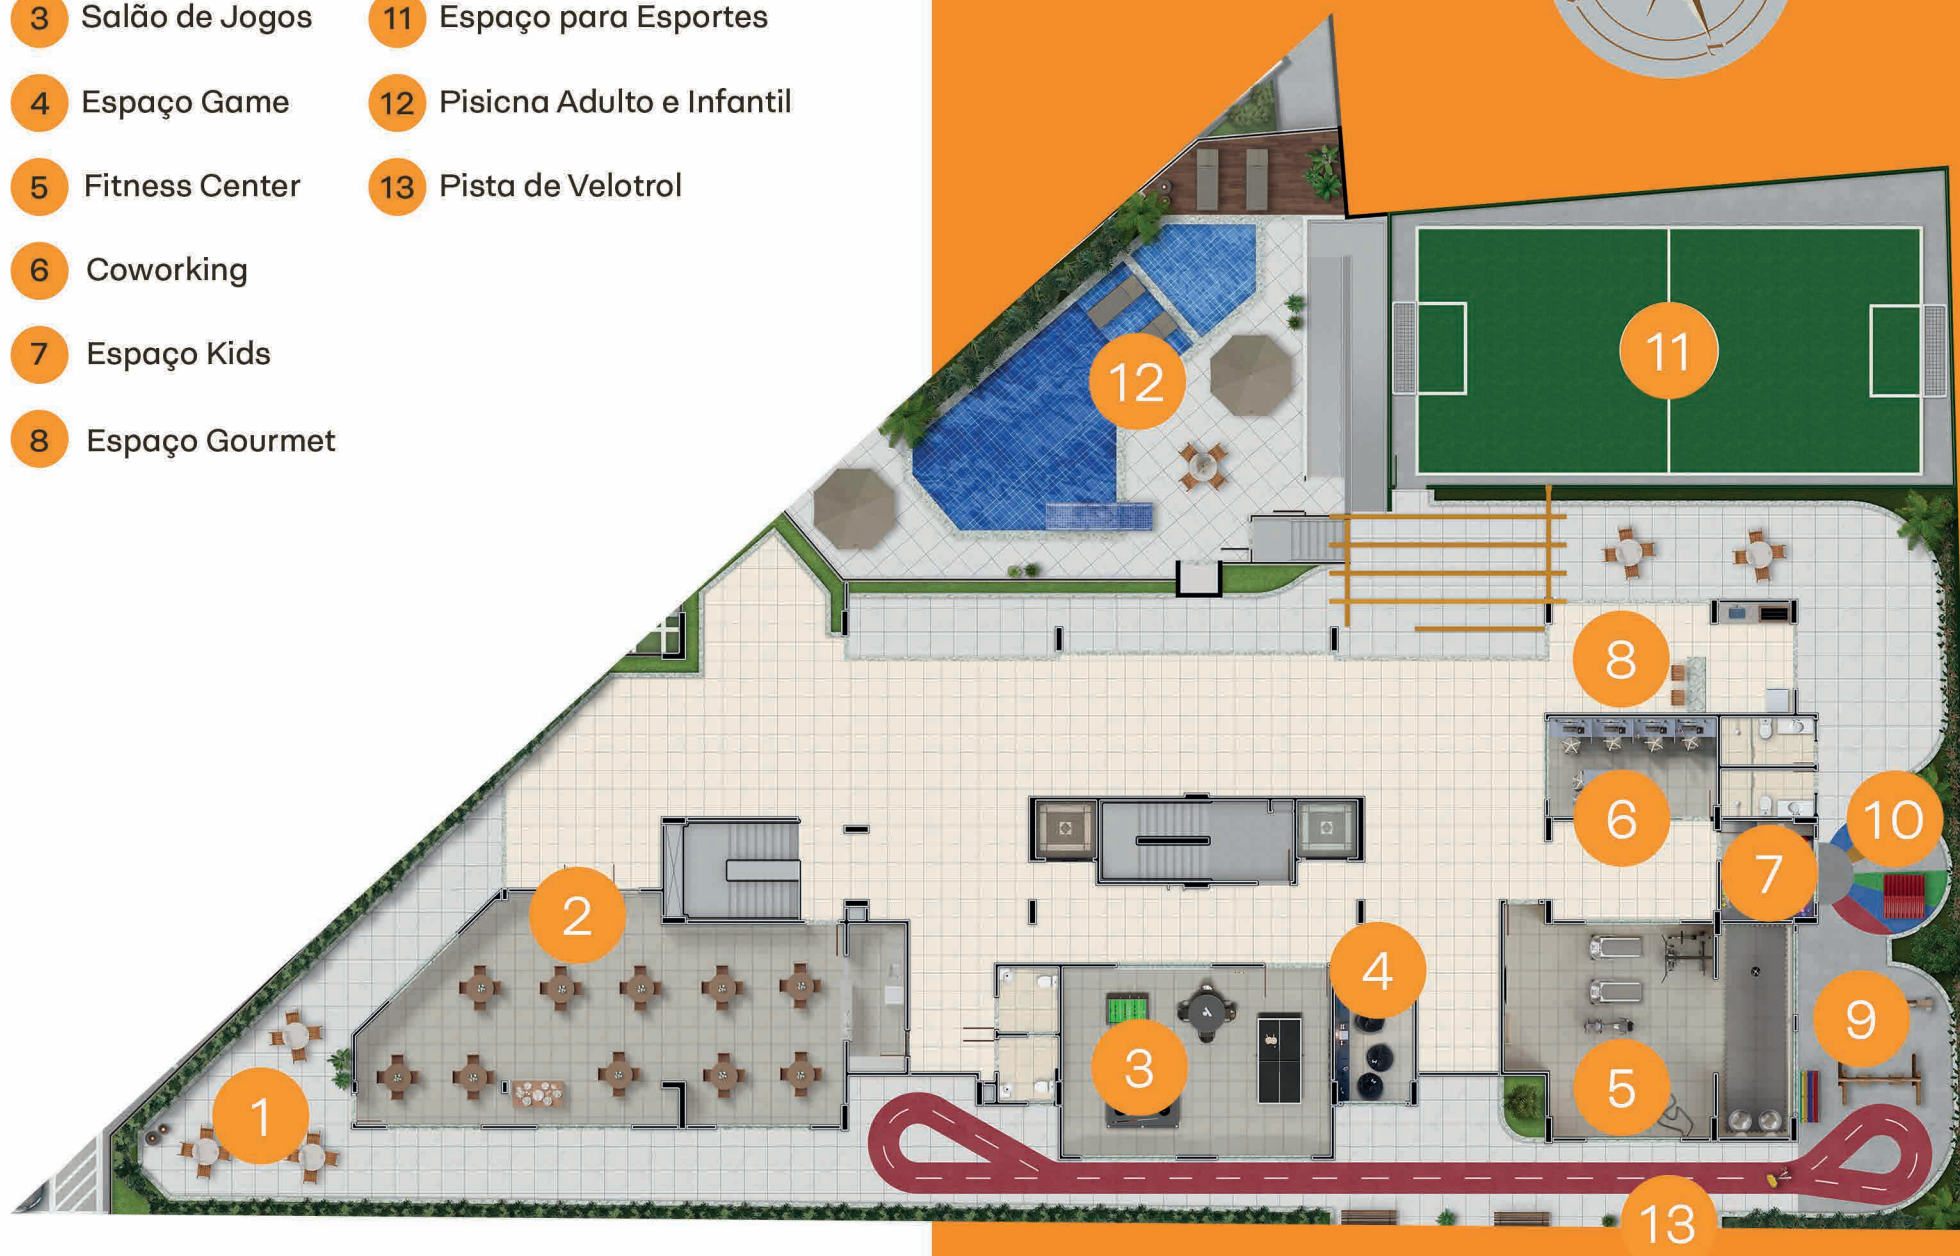 3 Salão de Jogos
4 Espaço Game
5 Fitness Center
6 Coworking
7 Espaço Kids
8 Espaço Gourmet
11 Espaço para Esportes
12 Pisicna Adulto e Infantil
13 Pista de Velotrol
12
11
8
6
10
7
2
4
9
3
5
1
13